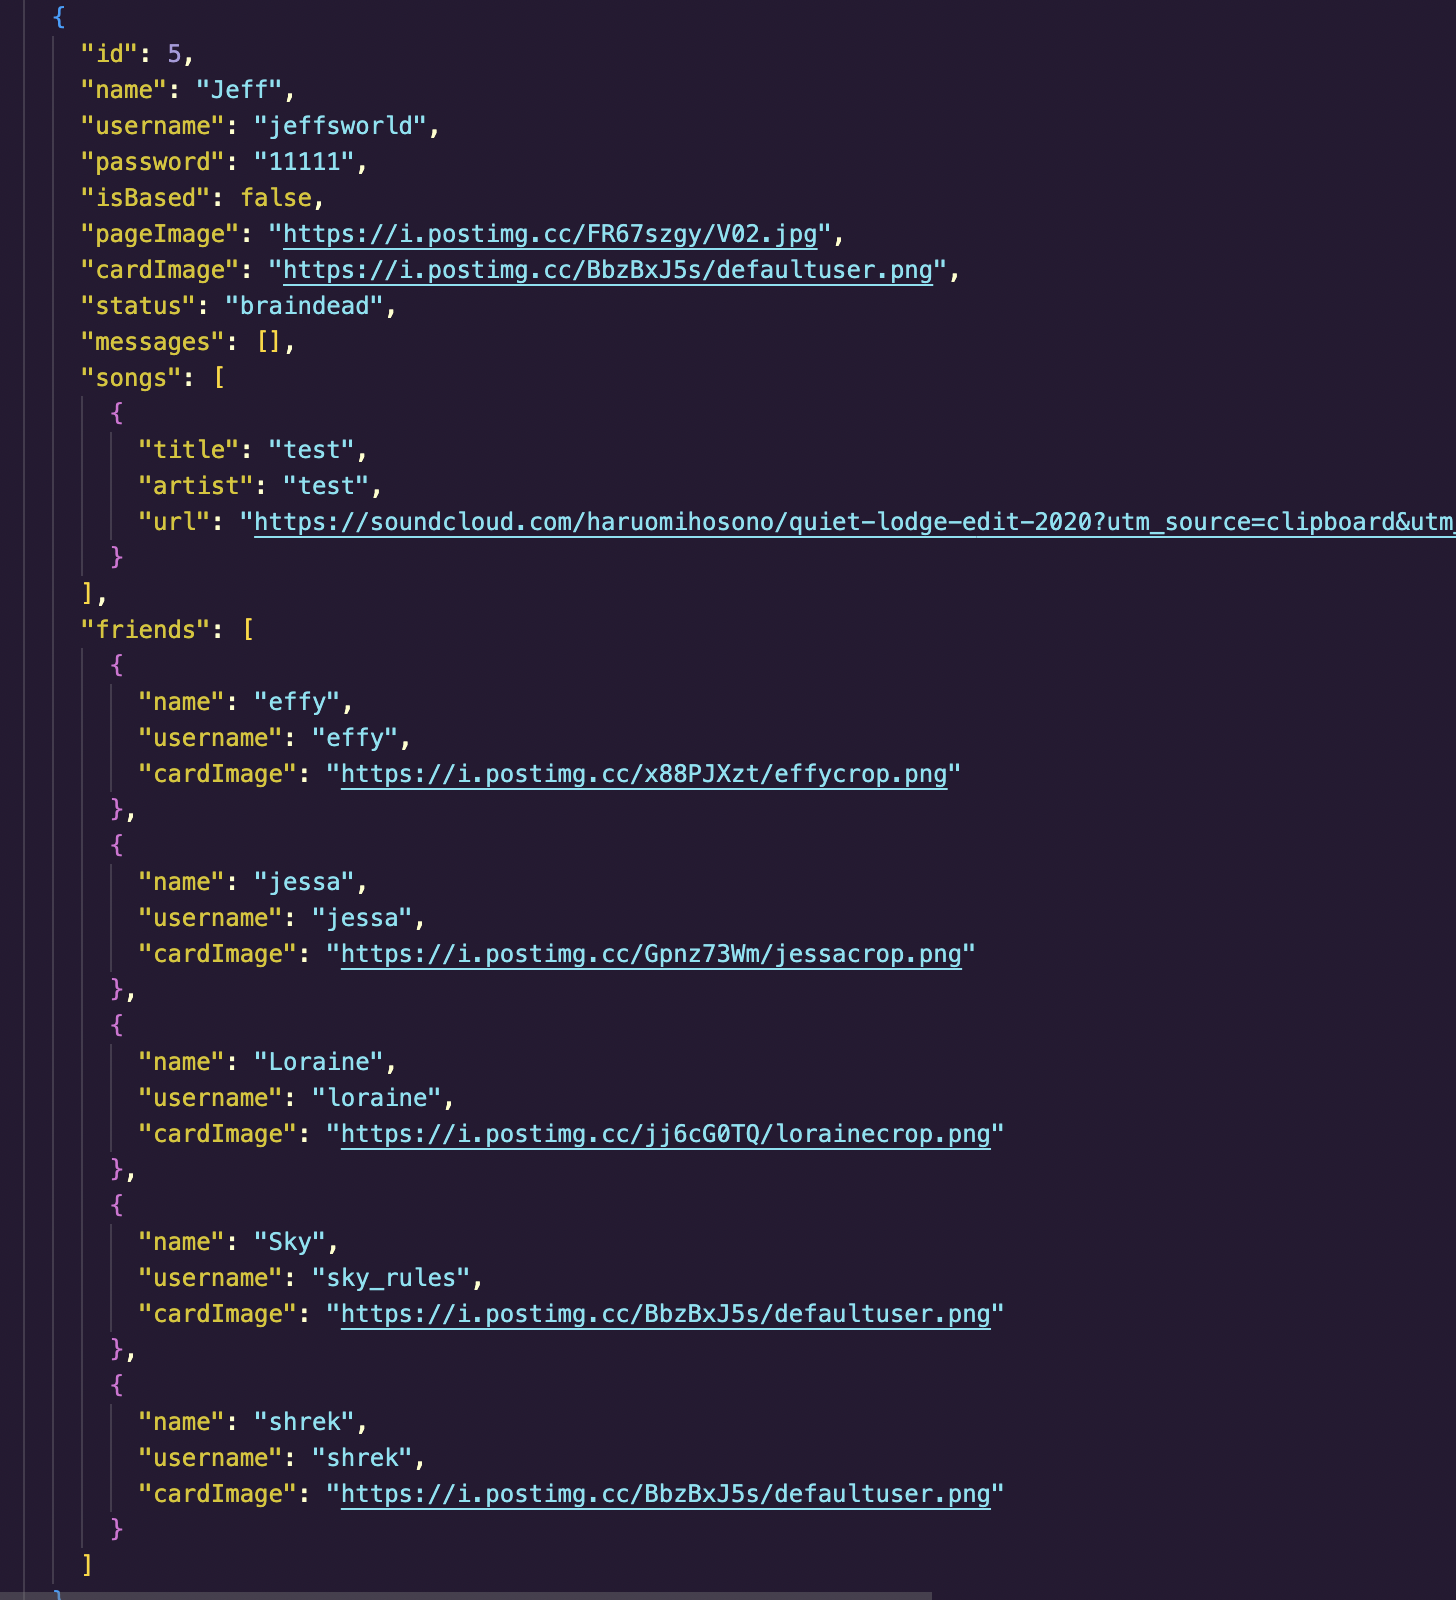 {
"id": 5,
"name": "Jeff",
"username": "jeffsworld",
"password": "11111",
"isBased": false,
"pageImage": "https://i.postimg.cc/FR67szgy/V02.jpg",
"cardImage": "https://i.postimg.cc/BbzBxJ5s/defaultuser.png",
"status": "braindead",
"messages": [],
"songs": [
{
"title": "test",
"artist": "test",
"url": "https://soundcloud.com/haruomihosono/quiet-lodge-edit-2020?utm_source=clipboard&utm_
}
],
"friends": [
{
"name": "effy",
"username": "effy",
"cardImage": "https://i.postimg.cc/x88PJXzt/effycrop.png"
},
{
"name": "jessa",
"username": "jessa",
"cardImage": "https://i.postimg.cc/Gpnz73Wm/jessacrop.png"
},
{
"name": "Loraine",
"username": "loraine",
"cardImage": "https://i.postimg.cc/jj6cG0TQ/lorainecrop.png"
},
{
"name": "Sky",
"username": "sky_rules",
"cardImage": "https://i.postimg.cc/BbzBxJ5s/defaultuser.png"
},
{
"name": "shrek",
"username": "shrek",
"cardImage": "https://i.postimg.cc/BbzBxJ5s/defaultuser.png"
}
]
}